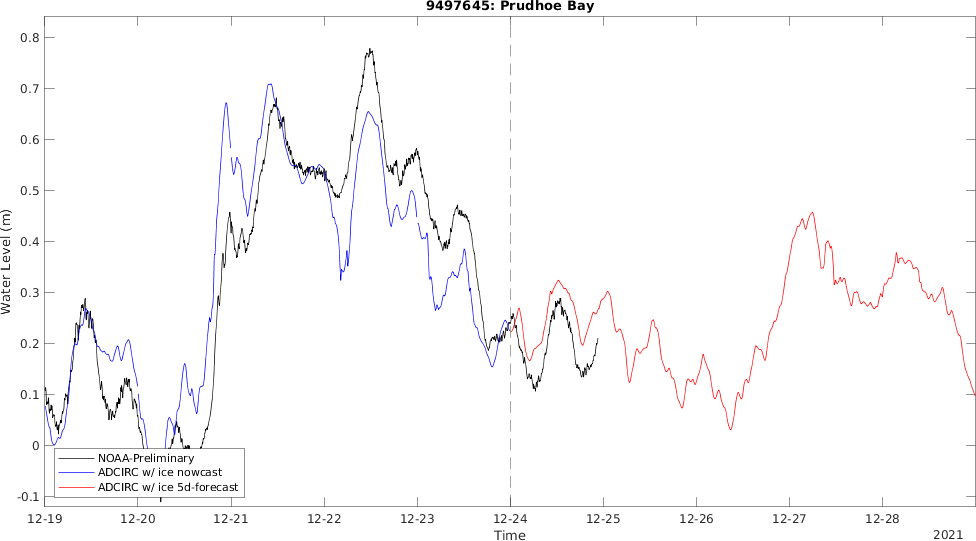 9497645: Prudhoe Bay
0.8
0.7
0.6
0.5
0.4
0.3
0.2
0.1
0
-0.1
Water Level (m)
NOAA-Preliminary
ADCIRC w/ ice nowcast
ADCIRC w/ ice 5d-forecast
12-19 12-20 12-21 12-22 12-23 12-24 12-25 12-26 12-27 12-28
Time
2021